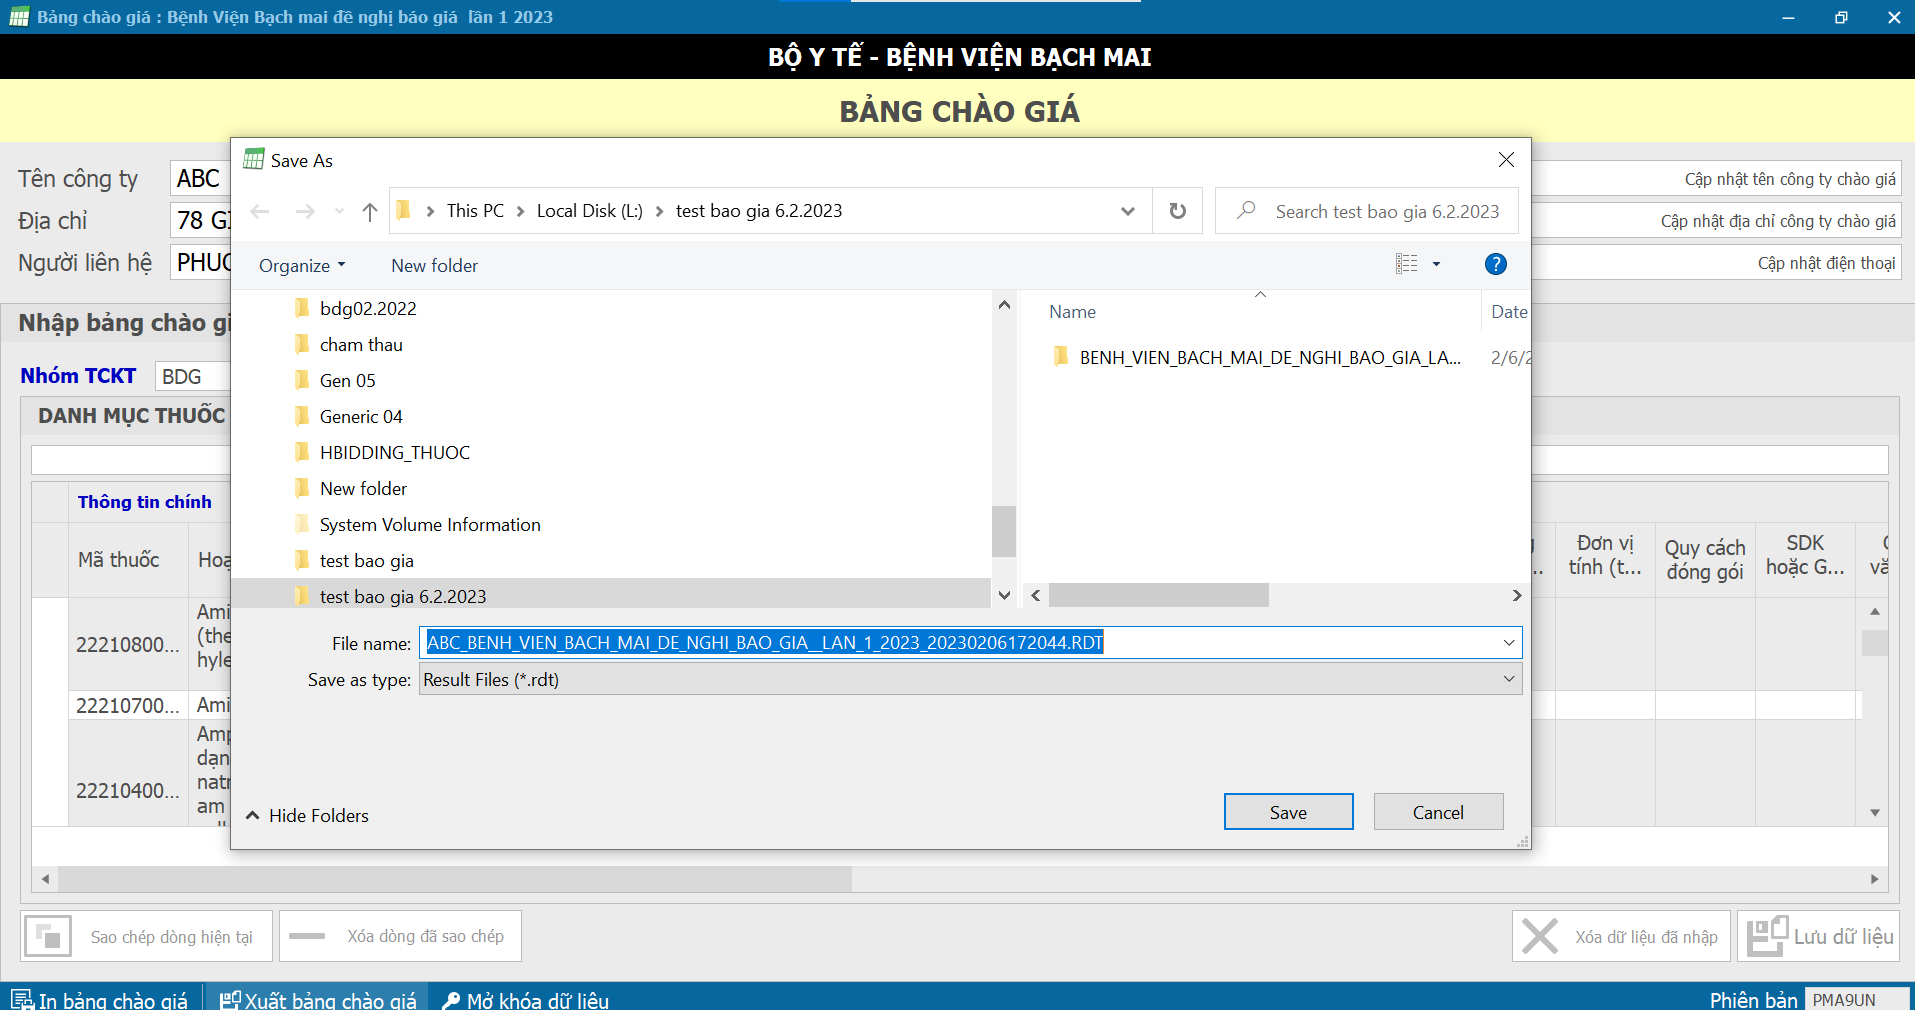 Bảng chào giá : Bệnh Viện Bạch mai đề nghị báo giá  lần 1 2023
BỘ Y TẾ - BỆNH VIỆN BẠCH MAI
BẢNG CHÀO GIÁ
Tên công ty
ABC
Cập nhật tên công ty chào giá
Địa chỉ
78
Cập nhật địa chỉ công ty chào giá
Người liên hệ
Cập nhật điện thoại
Nhập bảng chào
Nhóm TCKT
BDG
DANH MỤC THUỐC
Thông tin chính
Mã thuốc
Đơn vị
tính (t...
Quy cách
đóng gói
SDK
hoặc G...
22210800...
22210700...
22210400...
am
Save As
This PC
Local Disk (L:)
test bao gia 6.2.2023
Search test bao gia 6.2.2023
Organize
New folder
bdg02.2022
cham thau
Gen 05
Generic 04
HBIDDING_THUOC
New folder
System Volume Information
test bao gia
test bao gia 6.2.2023
Name
Date
BENH_VIEN_BACH_MAI_DE_NGHI_BAO_GIA_LA...
2/6/2
File name:
ABC_BENH_VIEN_BACH_MAI_DE_NGHI_BAO_GIA__LAN_1_2023_20230206172044.RDT
Save as type:
Result Files (*.rdt)
Hide Folders
Save
Cancel
Sao chép dòng hiện tại
Xóa dòng đã sao chép
Xóa dữ liệu đã nhập
Lưu dữ liệu
In bảng chào giá
Xuất bảng chào giá
Mở khóa dữ liệu
Phiên bản
PMA9UN